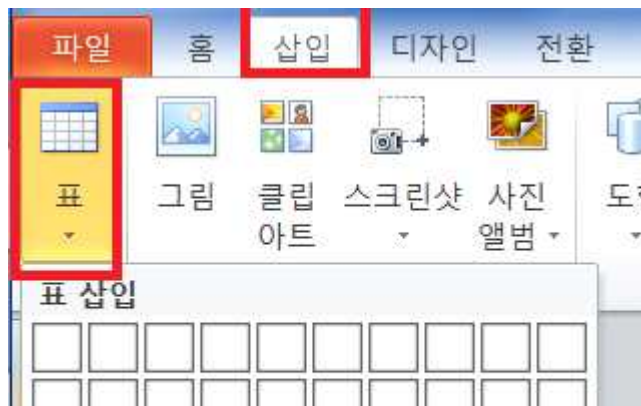 파일 홈 삽입 디자인 전환
표 그림 클립 스크린샷 사진
아트 앨범
표 삽입